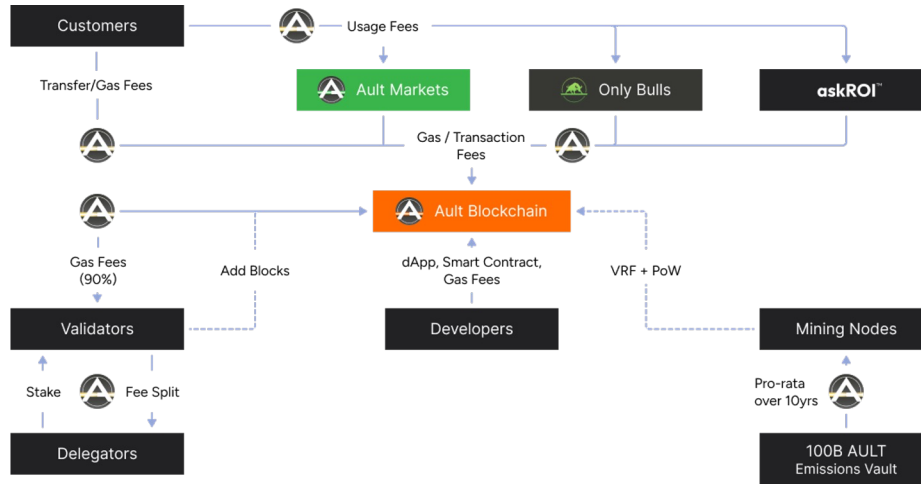 Customers
Usage Fees
Transfer/Gas Fees
Ault Markets
Only Bulls
askROI™
Gas / Transaction
Fees
Ault Blockchain
Gas Fees
(90%)
Add Blocks
dApp, Smart Contract,
Gas Fees
VRF + PoW
Validators
Developers
Mining Nodes
Stake
Fee Split
Pro-rata
over 10yrs
Delegators
100B AULT
Emissions Vault